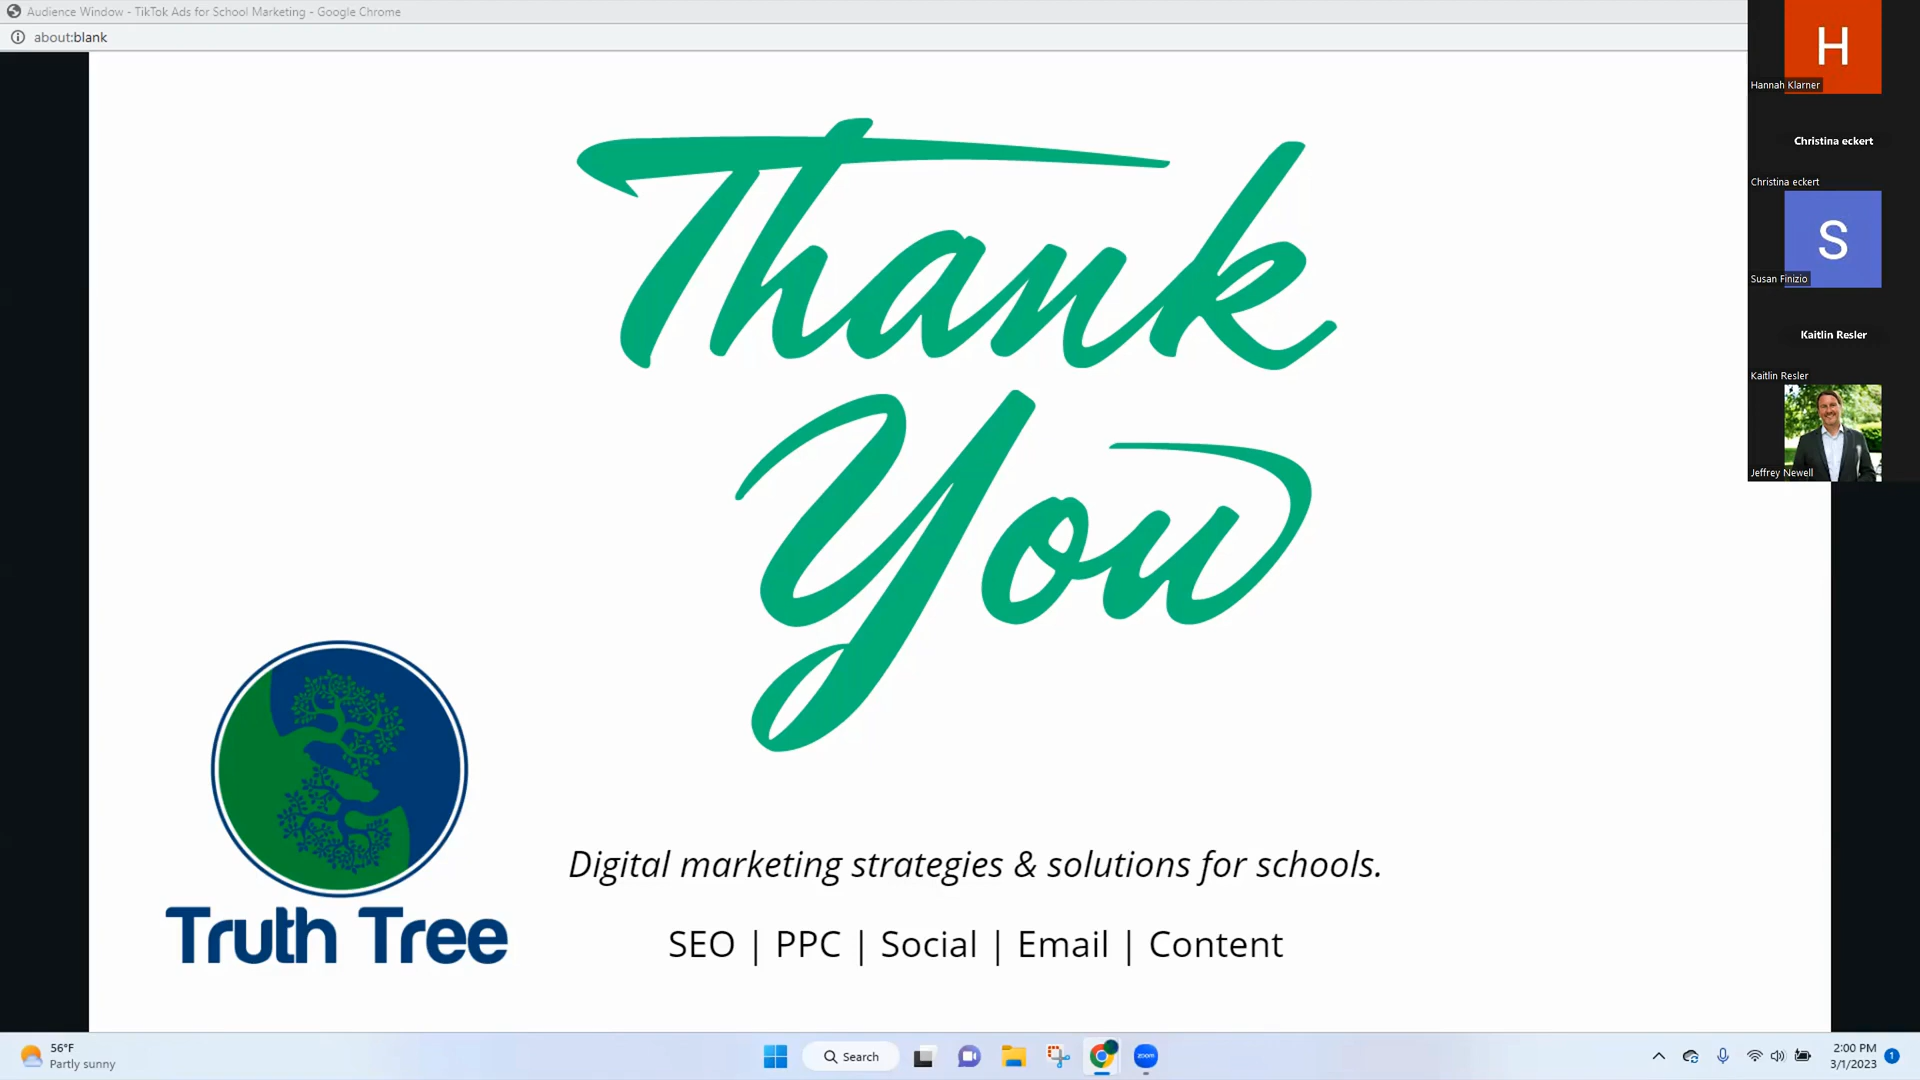 Audience Window - TikTok Ads for School Marketing - Google Chrome
about:blank
H
Hannah Klarner
Christina eckert
Christina eckert
S
Susan Finizio
Kaitlin Resler
Kaitlin Resler
Jeffrey Newell
Thank
You
Truth Tree
Digital marketing strategies & solutions for schools.
SEO | PPC | Social | Email | Content
56°F
Partly sunny
Search
zoom
2:00 PM
3/1/2023
1